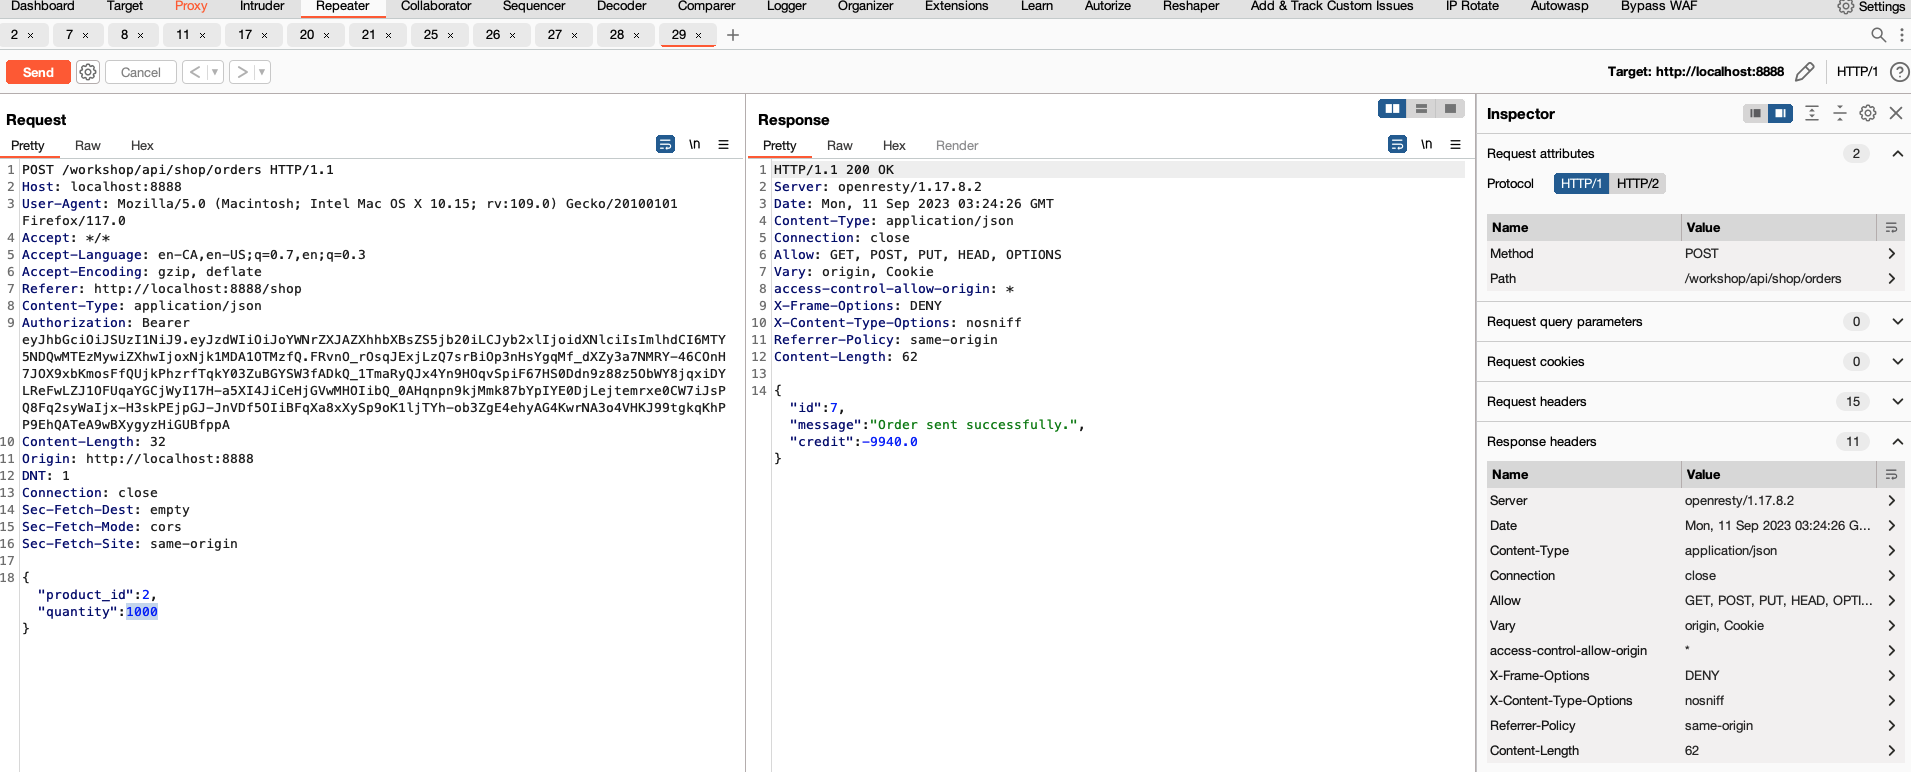 Dashboard Target Proxy Intruder Repeater Collaborator Sequencer Decoder Comparer Logger Organizer Extensions Learn Autorize Reshaper Add & Track Custom Issues IP Rotate Autowasp Bypass WAF Settings
2 × 7 × 8 × 11 × 17 × 20 × 21 × 25 × 26 × 27 × 28 × 29 × +
Send Cancel < > Target: http://localhost:8888 HTTP/1
Request
Pretty Raw Hex \n
1 POST /workshop/api/shop/orders HTTP/1.1
2 Host: localhost:8888
3 User-Agent: Mozilla/5.0 (Macintosh; Intel Mac OS X 10.15; rv:109.0) Gecko/20100101
Firefox/117.0
4 Accept: */*
5 Accept-Language: en-CA,en-US;q=0.7,en;q=0.3
6 Accept-Encoding: gzip, deflate
7 Referer: http://localhost:8888/shop
8 Content-Type: application/json
9 Authorization: Bearer
eyJhbGciOiJSUzI1NiJ9.eyJzdWIiOiJoYWNrZXJAZXhhbXBsZS5jb20iLCJyb2xlIjoidXNlciIsImlhdCI6MTY
5NDQwMTEzMywiZXhwIjoxNjk1MDA1OTMzfQ.FRvnO_rOsqJExjLzQ7srBiOp3nHsYgqMf_dXZy3a7NMRY-46COnH
7JOX9xbKmosFfQUjkPhzrfTqkY03ZuBGYSW3fADkQ_1TmaRyQJx4Yn9HOqvSpiF67HS0Ddn9z88z5ObWY8jqxiDY
LReFwLZJ1OFUqaYGCjWyI17H-a5XI4JiCeHjGVwMHOIibQ_0AHqnpn9kjMmk87bYpIYE0DjLejtemrxe0CW7iJsP
Q8Fq2syWaIjx-H3skPEjpGJ-JnVDf5OIiBFqXa8xXySp9oK1ljTYh-ob3ZgE4ehyAG4KwrNA3o4VHKJ99tgkqKhP
P9EhQATeA9wBXygyzHiGUBfppA
10 Content-Length: 32
11 Origin: http://localhost:8888
12 DNT: 1
13 Connection: close
14 Sec-Fetch-Dest: empty
15 Sec-Fetch-Mode: cors
16 Sec-Fetch-Site: same-origin
17
18 {
"product_id":2,
"quantity":1000
}
Response
Pretty Raw Hex Render \n
1 HTTP/1.1 200 OK
2 Server: openresty/1.17.8.2
3 Date: Mon, 11 Sep 2023 03:24:26 GMT
4 Content-Type: application/json
5 Connection: close
6 Allow: GET, POST, PUT, HEAD, OPTIONS
7 Vary: origin, Cookie
8 access-control-allow-origin: *
9 X-Frame-Options: DENY
10 X-Content-Type-Options: nosniff
11 Referrer-Policy: same-origin
12 Content-Length: 62
13
14 {
"id":7,
"message":"Order sent successfully.",
"credit":-9940.0
}
Inspector
Request attributes 2
Protocol HTTP/1 HTTP/2
Name Value
Method POST
Path /workshop/api/shop/orders
Request query parameters 0
Request cookies 0
Request headers 15
Response headers 11
Name Value
Server openresty/1.17.8.2
Date Mon, 11 Sep 2023 03:24:26 G...
Content-Type application/json
Connection close
Allow GET, POST, PUT, HEAD, OPTI...
Vary origin, Cookie
access-control-allow-origin *
X-Frame-Options DENY
X-Content-Type-Options nosniff
Referrer-Policy same-origin
Content-Length 62